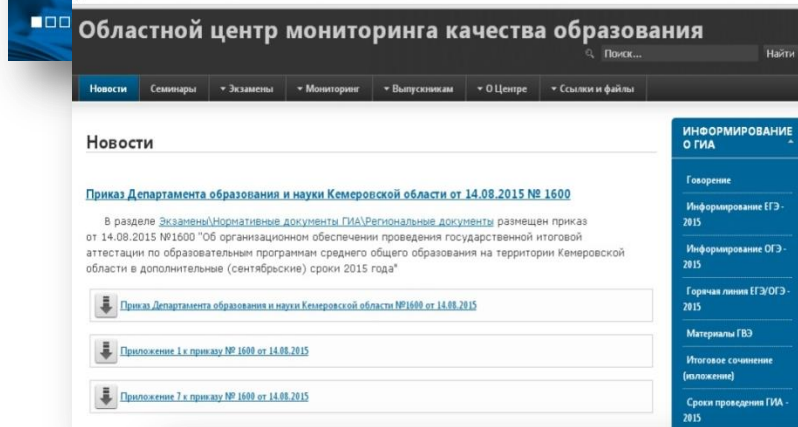 Областной центр мониторинга качества образования
Поиск... Найти
Новости Семинары Экзамены Мониторинг Выпускникам О Центре Ссылки и файлы
Новости
Приказ Департамента образования и науки Кемеровской области от 14.08.2015 № 1600
В разделе Экзамены\Нормативные документы ГИА\Региональные документы размещен приказ
от 14.08.2015 №1600 "Об организационном обеспечении проведения государственной итоговой
аттестации по образовательным программам среднего общего образования на территории Кемеровской
области в дополнительные (сентябрьские) сроки 2015 года"
Приказ Департамента образования и науки Кемеровской области №1600 от 14.08.2015
Приложение 1 к приказу № 1600 от 14.08.2015
Приложение 7 к приказу № 1600 от 14.08.2015
ИНФОРМИРОВАНИЕ
О ГИА
Говорение
Информирование ЕГЭ -
2015
Информирование ОГЭ -
2015
Горячая линия ЕГЭ/ОГЭ -
2015
Материалы ГВЭ
Итоговое сочинение
(изложение)
Сроки проведения ГИА -
2015